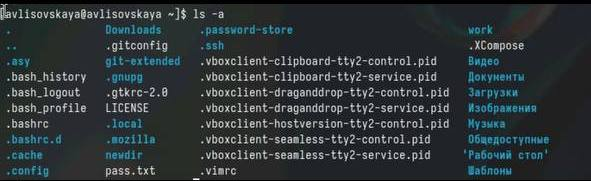 [avlisovskaya@avlisovskaya ~]$ ls -a
. Downloads .password-store work
.. .gitconfig .ssh .XCompose
.asy git-extended .vboxclient-clipboard-tty2-control.pid Видео
.bash_history .gnupg .vboxclient-clipboard-tty2-service.pid Документы
.bash_logout .gtkrc-2.0 .vboxclient-draganddrop-tty2-control.pid Загрузки
.bash_profile LICENSE .vboxclient-draganddrop-tty2-service.pid Изображения
.bashrc .local .vboxclient-hostversion-tty2-control.pid Музыка
.bashrc.d .mozilla .vboxclient-seamless-tty2-control.pid Общедоступные
.cache newdir .vboxclient-seamless-tty2-service.pid 'Рабочий стол'
.config pass.txt .vimrc Шаблоны